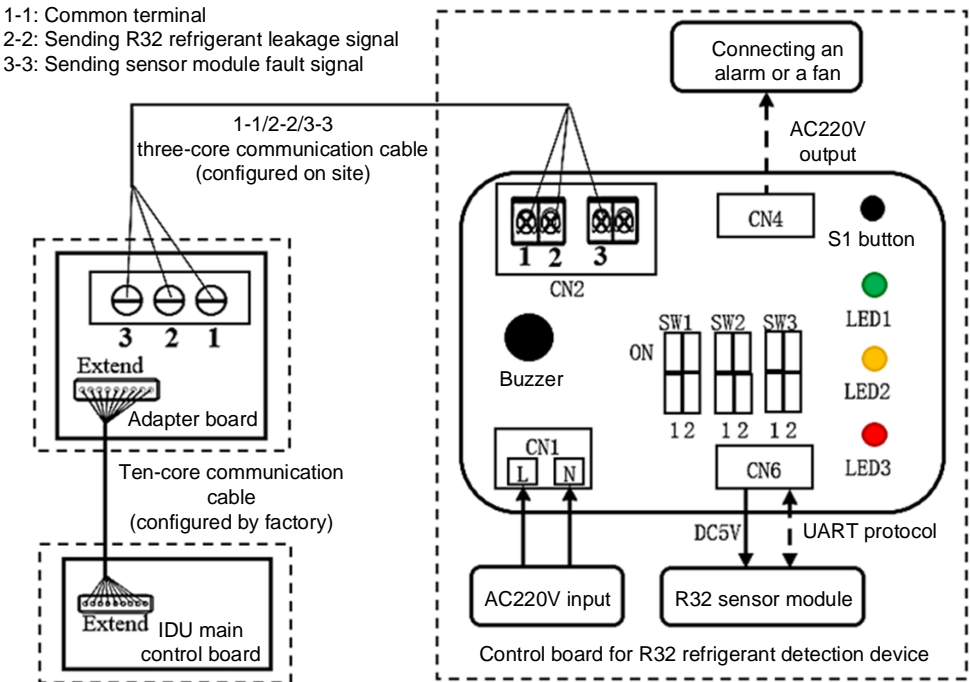 1-1: Common terminal
2-2: Sending R32 refrigerant leakage signal
3-3: Sending sensor module fault signal
1-1/2-2/3-3
three-core communication cable
(configured on site)
3 2 1
Extend
Adapter board
Ten-core communication
cable
(configured by factory)
Extend
IDU main
control board
Connecting an
alarm or a fan
AC220V
output
CN4
S1 button
1 2 3
CN2
LED1
SW1 SW2 SW3
ON
Buzzer
LED2
1 2 1 2 1 2
CN1
L N
CN6
LED3
DC5V
UART protocol
AC220V input
R32 sensor module
Control board for R32 refrigerant detection device